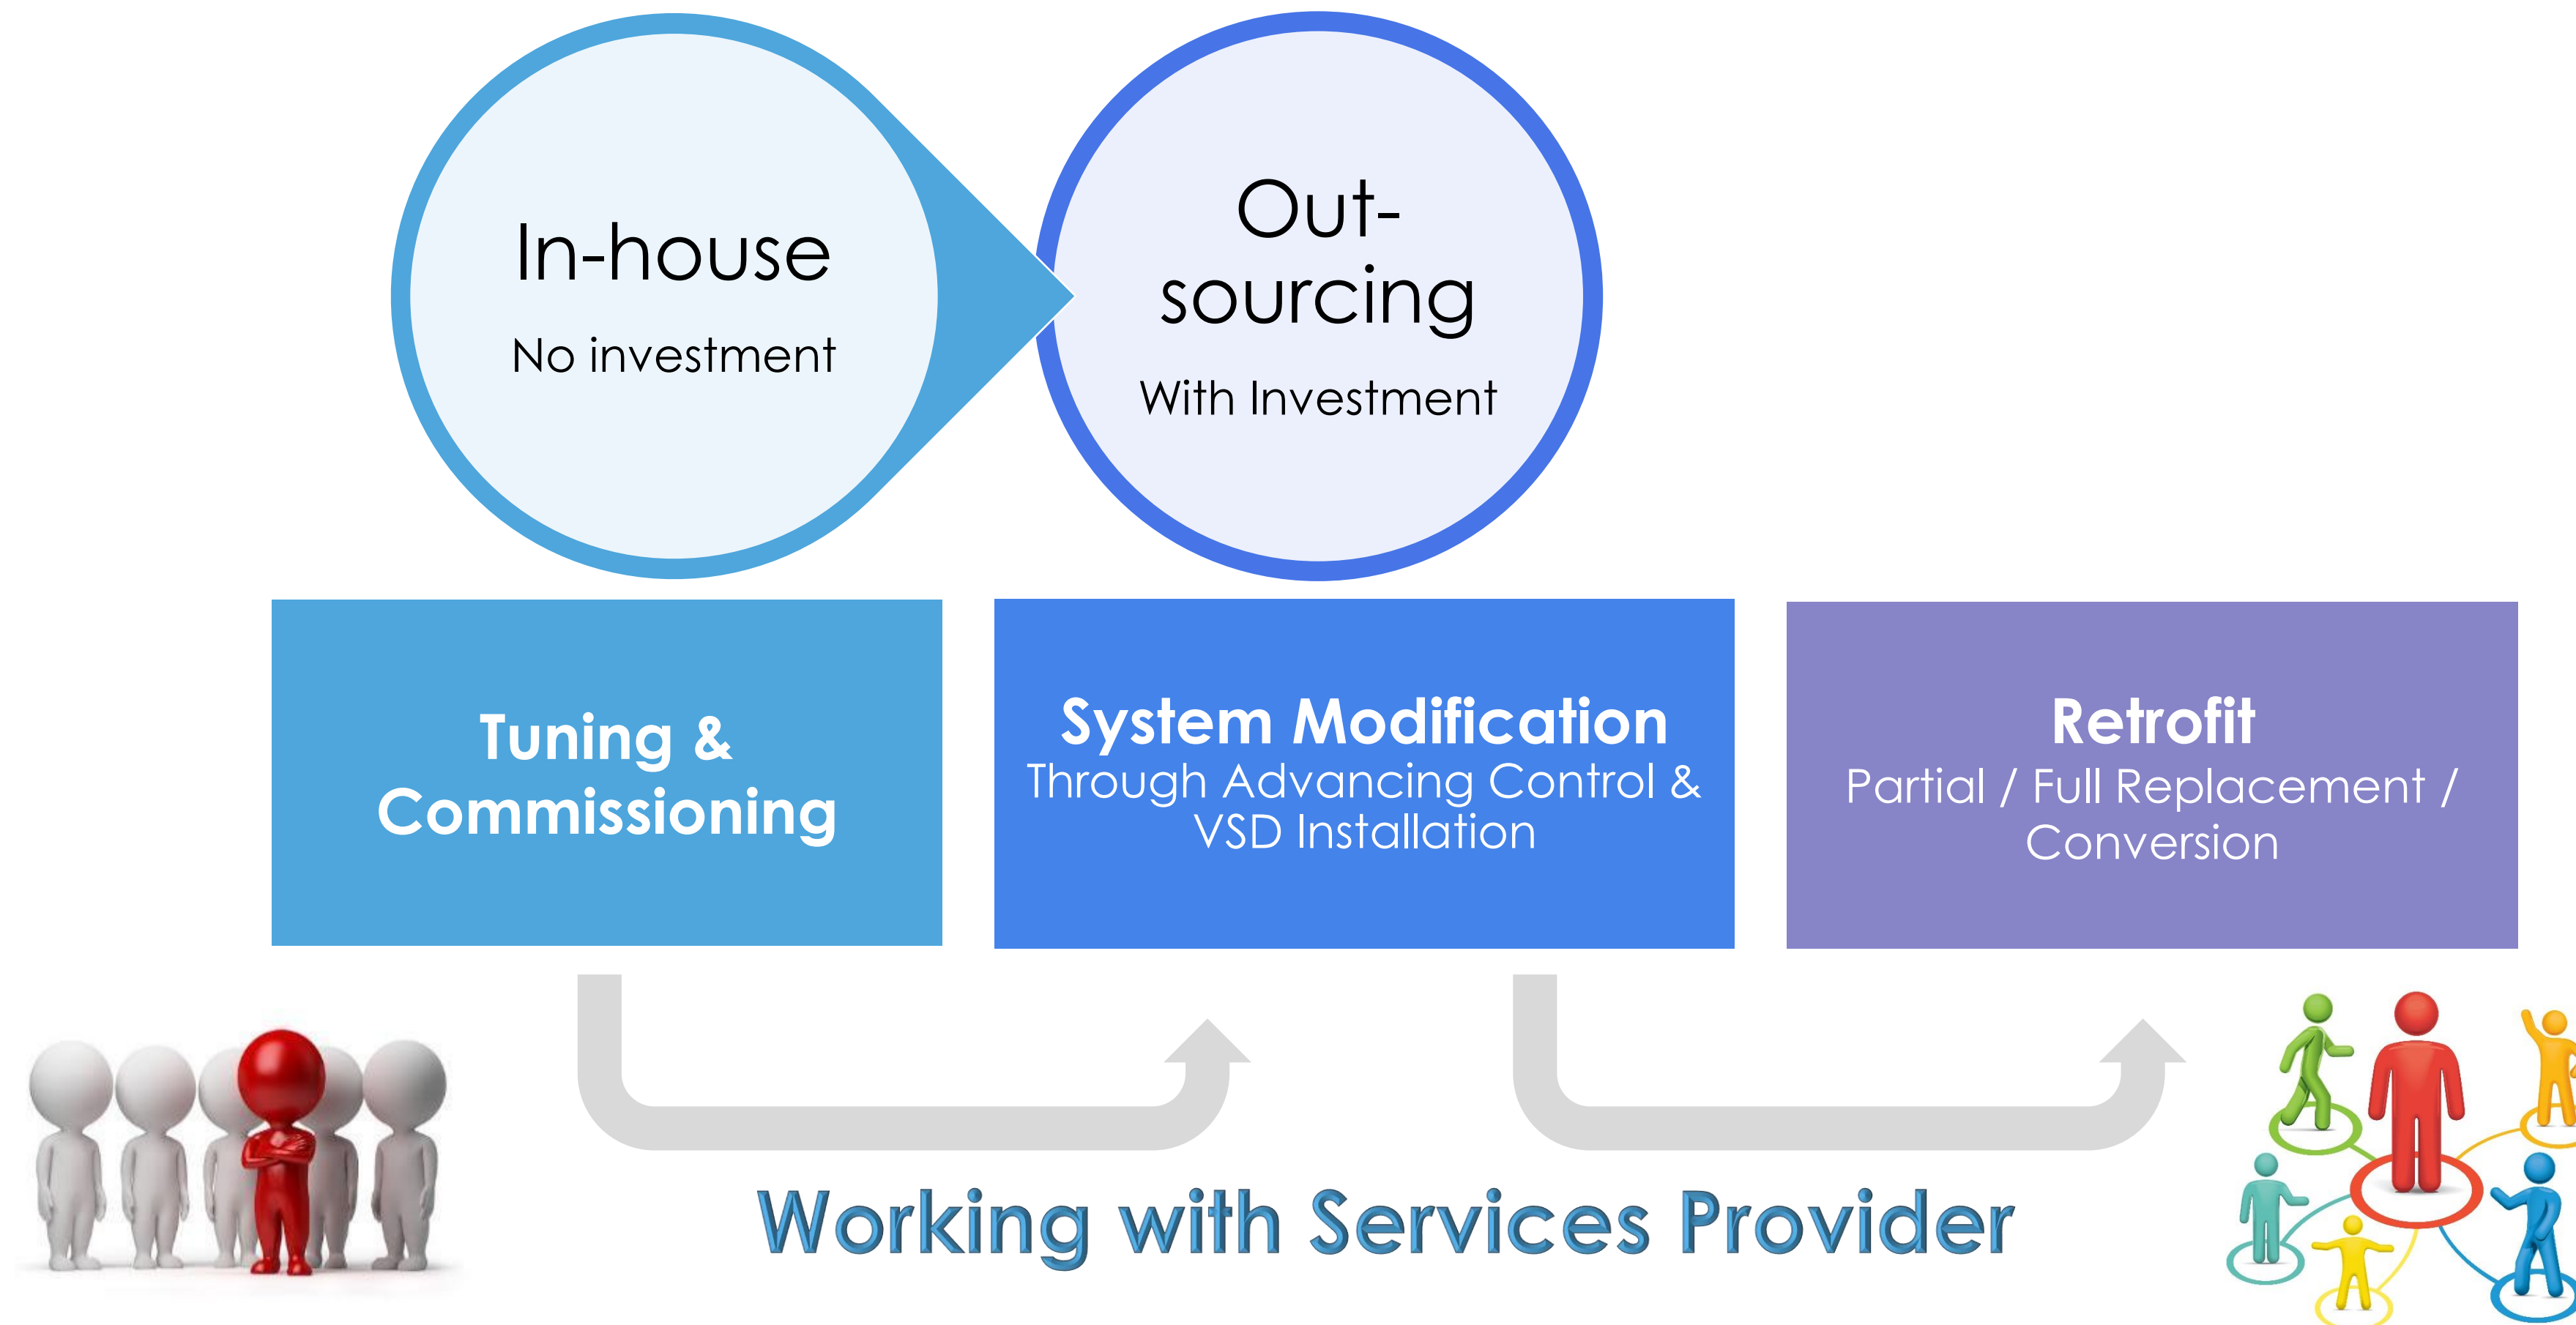 In-house
No investment
Out-
sourcing
With Investment
Tuning &
Commissioning
System Modification
Through Advancing Control &
VSD Installation
Retrofit
Partial / Full Replacement /
Conversion
Working with Services Provider